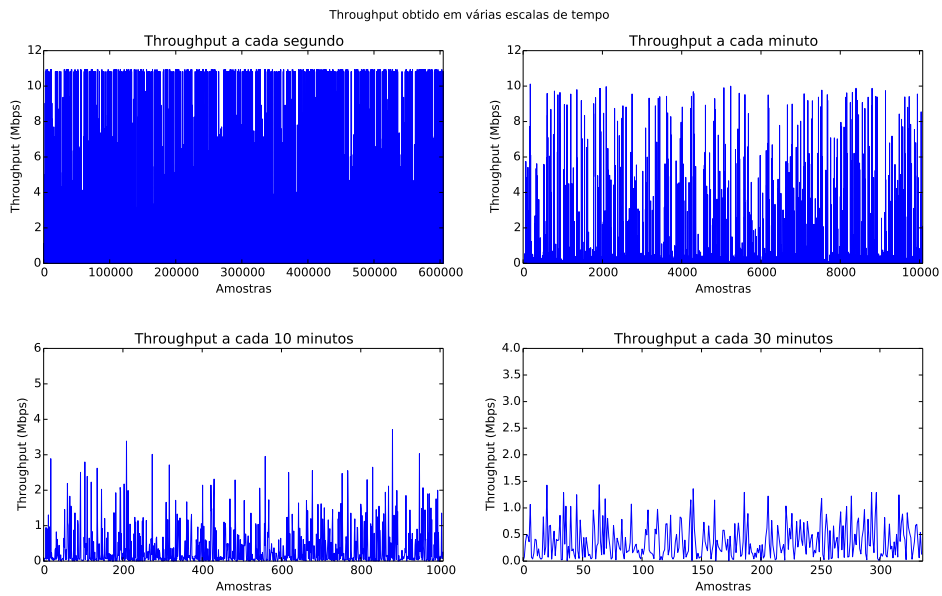 Throughput obtido em várias escalas de tempo
Throughput a cada segundo
12
10
8
6
4
2
0
Throughput (Mbps)
0 100000 200000 300000 400000 500000 600000
Amostras
Throughput a cada minuto
12
10
8
6
4
2
0
Throughput (Mbps)
0 2000 4000 6000 8000 10000
Amostras
Throughput a cada 10 minutos
6
5
4
3
2
1
0
Throughput (Mbps)
0 200 400 600 800 1000
Amostras
Throughput a cada 30 minutos
4.0
3.5
3.0
2.5
2.0
1.5
1.0
0.5
0.0
Throughput (Mbps)
0 50 100 150 200 250 300
Amostras